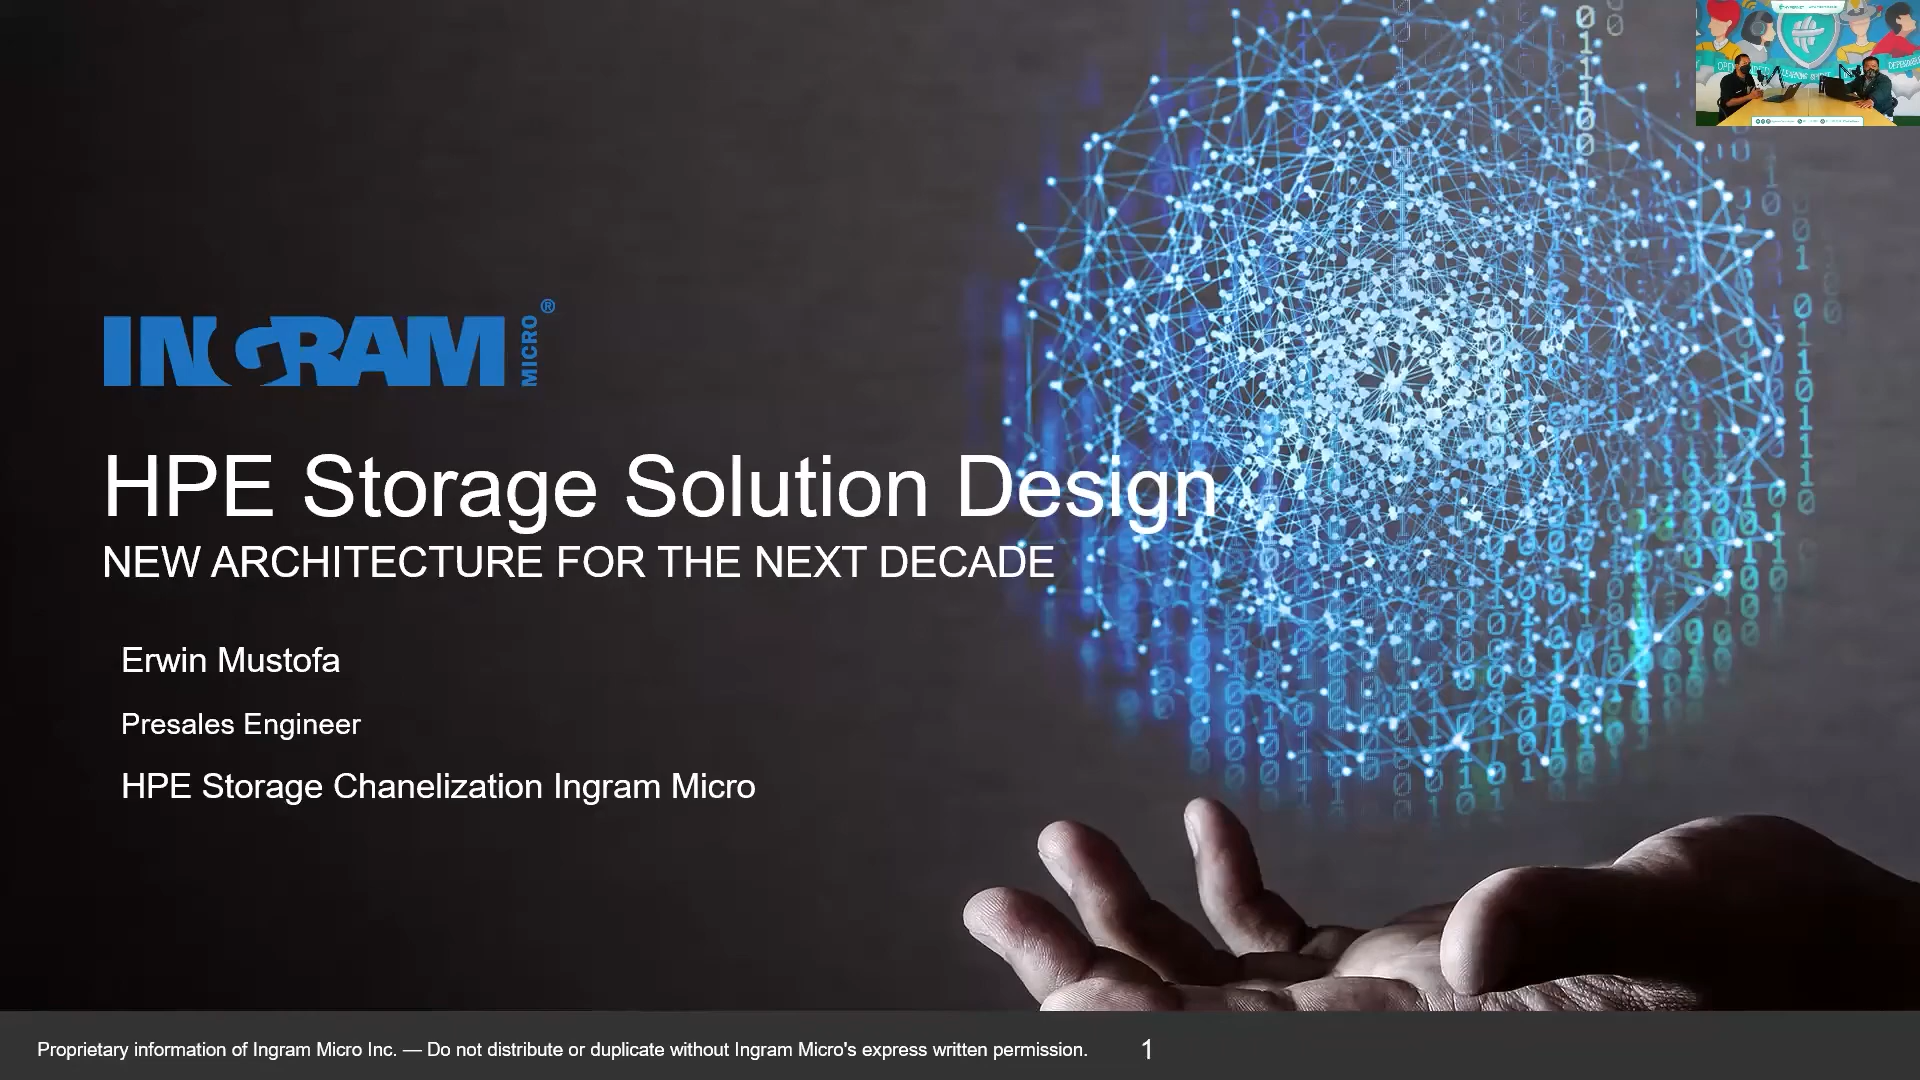 INGRAM MICRO ®
HPE Storage Solution Design
NEW ARCHITECTURE FOR THE NEXT DECADE
Erwin Mustofa
Presales Engineer
HPE Storage Chanelization Ingram Micro
Proprietary information of Ingram Micro Inc. — Do not distribute or duplicate without Ingram Micro's express written permission.
1